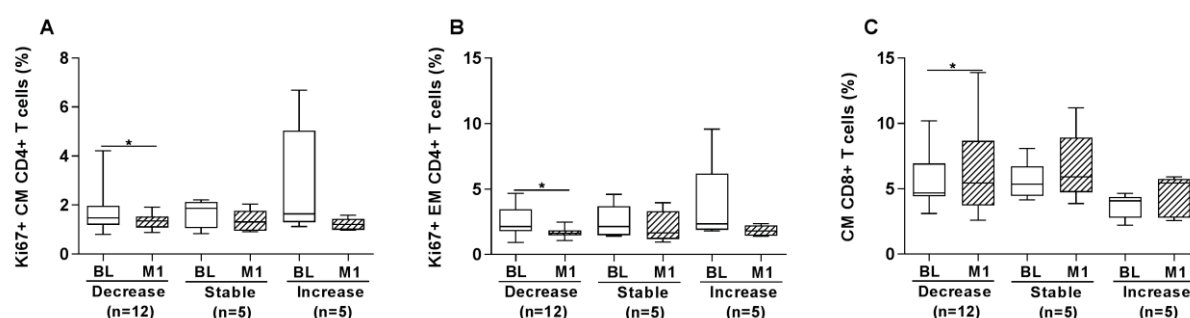 A
Ki67+ CM CD4+ T cells (%)
8
6
4
2
0
*
BL M1 BL M1 BL M1
Decrease Stable Increase
(n=12) (n=5) (n=5)
B
Ki67+ EM CD4+ T cells (%)
15
10
5
0
*
BL M1 BL M1 BL M1
Decrease Stable Increase
(n=12) (n=5) (n=5)
C
CM CD8+ T cells (%)
15
10
5
0
*
BL M1 BL M1 BL M1
Decrease Stable Increase
(n=12) (n=5) (n=5)